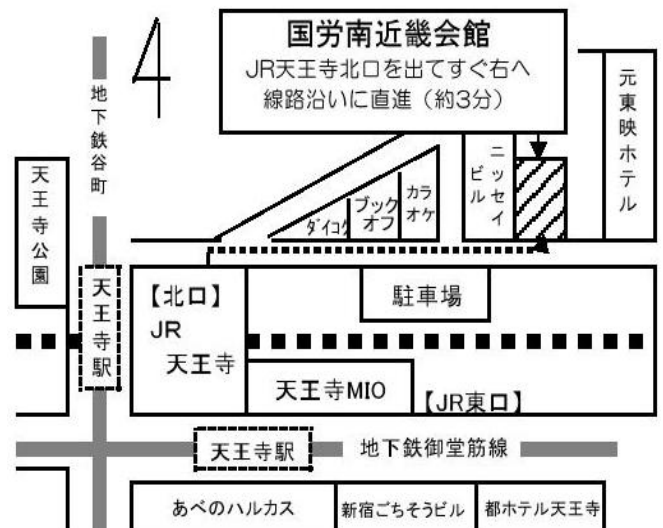 国労南近畿会館
JR天王寺北口を出てすぐ右へ
線路沿いに直進（約3分）
地下鉄谷町
天王寺公園
元東映ホテル
ニッセイ
ビル
カラ
オケ
ブック
オフ
ダイコク
天王寺駅
【北口】
JR
天王寺
駐車場
天王寺MIO
【JR東口】
天王寺駅
地下鉄御堂筋線
あべのハルカス
新宿ごちそうビル
都ホテル天王寺